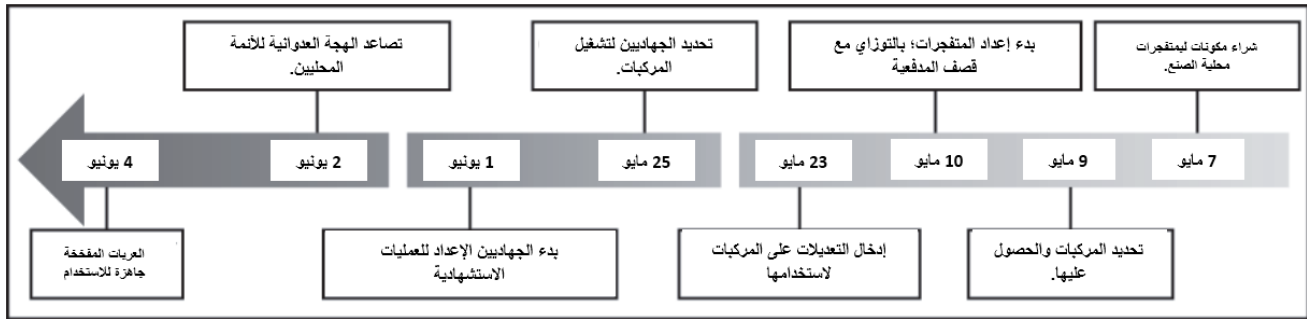 شراء مكونات ليمتفجرات
محلية الصنع.
بدء إعداد المتفجرات؛ بالتوزاي مع
قصف المدفعية
تحديد الجهاديين لتشغيل
المركبات.
تصاعد الهجة العدوانية للأئمة
المحليين.
7 مايو
9 مايو
10 مايو
23 مايو
25 مايو
1 يونيو
2 يونيو
4 يونيو
تحديد المركبات والحصول
عليها.
إدخال التعديلات على المركبات
لاستخدامها
بدء الجهاديين الإعداد للعمليات
الاستشهادية
العربات المفخخة
جاهزة للاستخدام